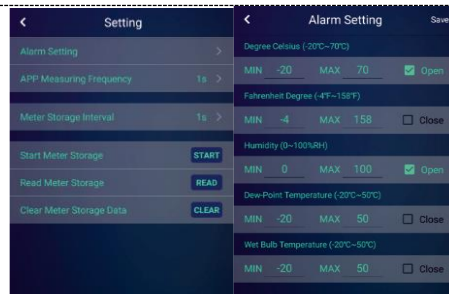 Setting
Alarm Setting
APP Measuring Frequency 1s
Meter Storage Interval 1s
Start Meter Storage START
Read Meter Storage READ
Clear Meter Storage Data CLEAR
Alarm Setting Save
Degree Celsius (-20℃~70℃)
MIN -20 MAX 70 Open
Fahrenheit Degree (-4℉~158℉)
MIN -4 MAX 158 Close
Humidity (0~100%RH)
MIN 0 MAX 100 Open
Dew-Point Temperature (-20℃~50℃)
MIN -20 MAX 50 Close
Wet Bulb Temperature (-20℃~50℃)
MIN -20 MAX 50 Close